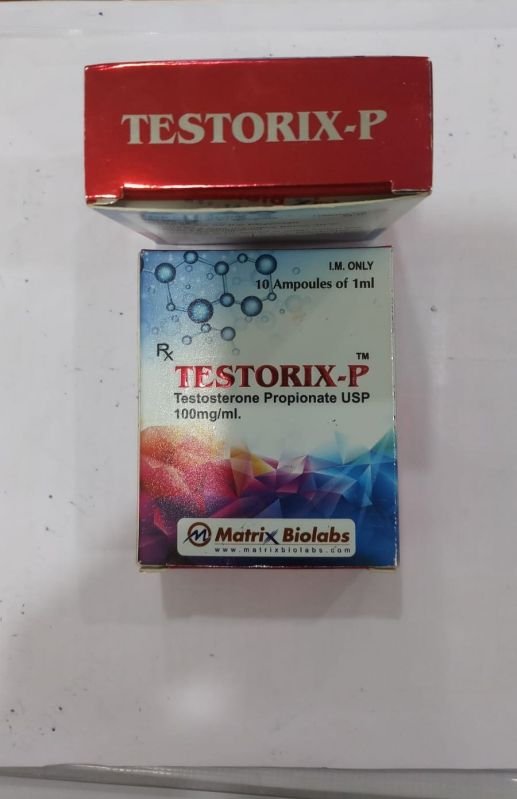 TESTORIX-P
I.M. ONLY
10 Ampoules of 1ml
Rx
TESTORIX-P™
Testosterone Propionate USP
100mg/ml.
M Matrix Biolabs
www.matrixbiolabs.com